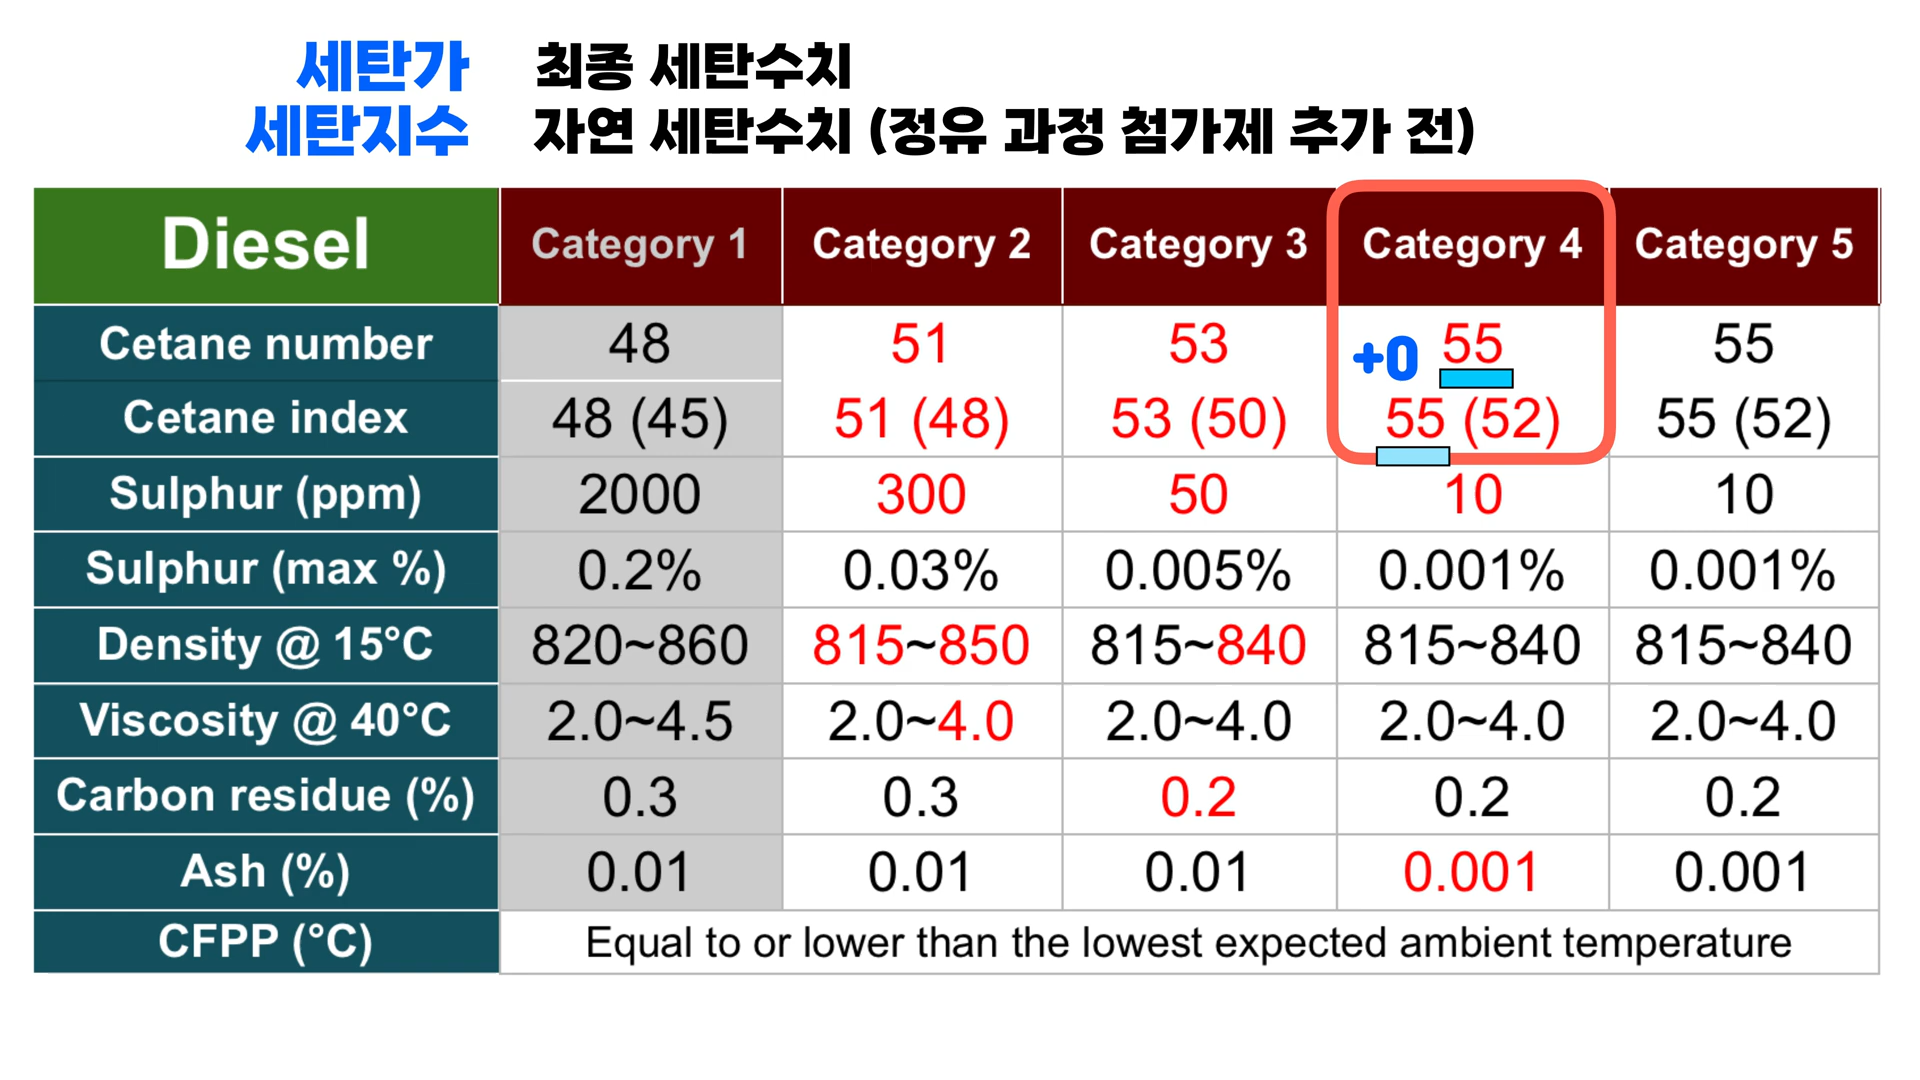 세탄가 최종 세탄수치
세탄지수 자연 세탄수치 (정유 과정 첨가제 추가 전)
Diesel Category 1 Category 2 Category 3 Category 4 Category 5
Cetane number 48 51 53 +0 55 55
Cetane index 48 (45) 51 (48) 53 (50) 55 (52) 55 (52)
Sulphur (ppm) 2000 300 50 10 10
Sulphur (max %) 0.2% 0.03% 0.005% 0.001% 0.001%
Density @ 15°C 820~860 815~850 815~840 815~840 815~840
Viscosity @ 40°C 2.0~4.5 2.0~4.0 2.0~4.0 2.0~4.0 2.0~4.0
Carbon residue (%) 0.3 0.3 0.2 0.2 0.2
Ash (%) 0.01 0.01 0.01 0.001 0.001
CFPP (°C) Equal to or lower than the lowest expected ambient temperature